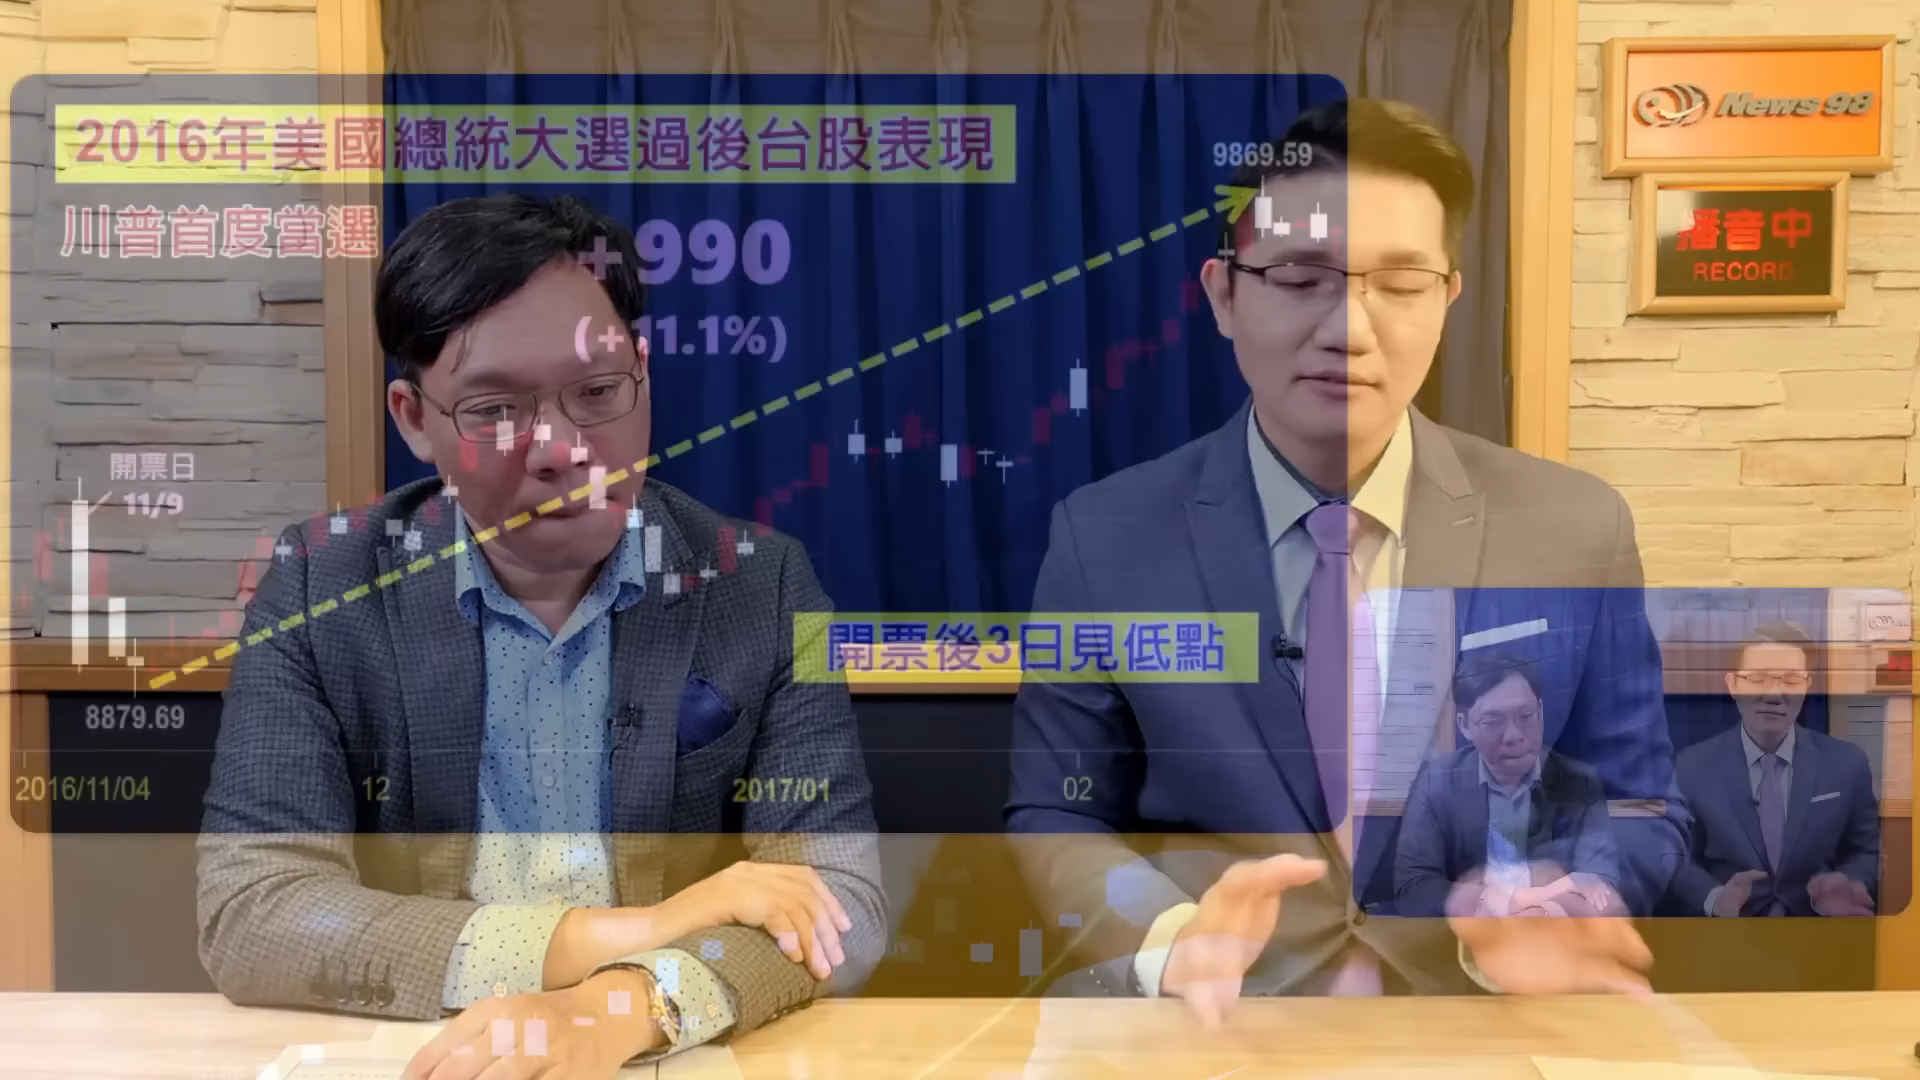 2016年美國總統大選過後台股表現
川普首度當選
+990
(+11.1%)
9869.59
News98
播音中
RECORD
開票日
11/9
開票後3日見低點
8879.69
2016/11/04
12
2017/01
02